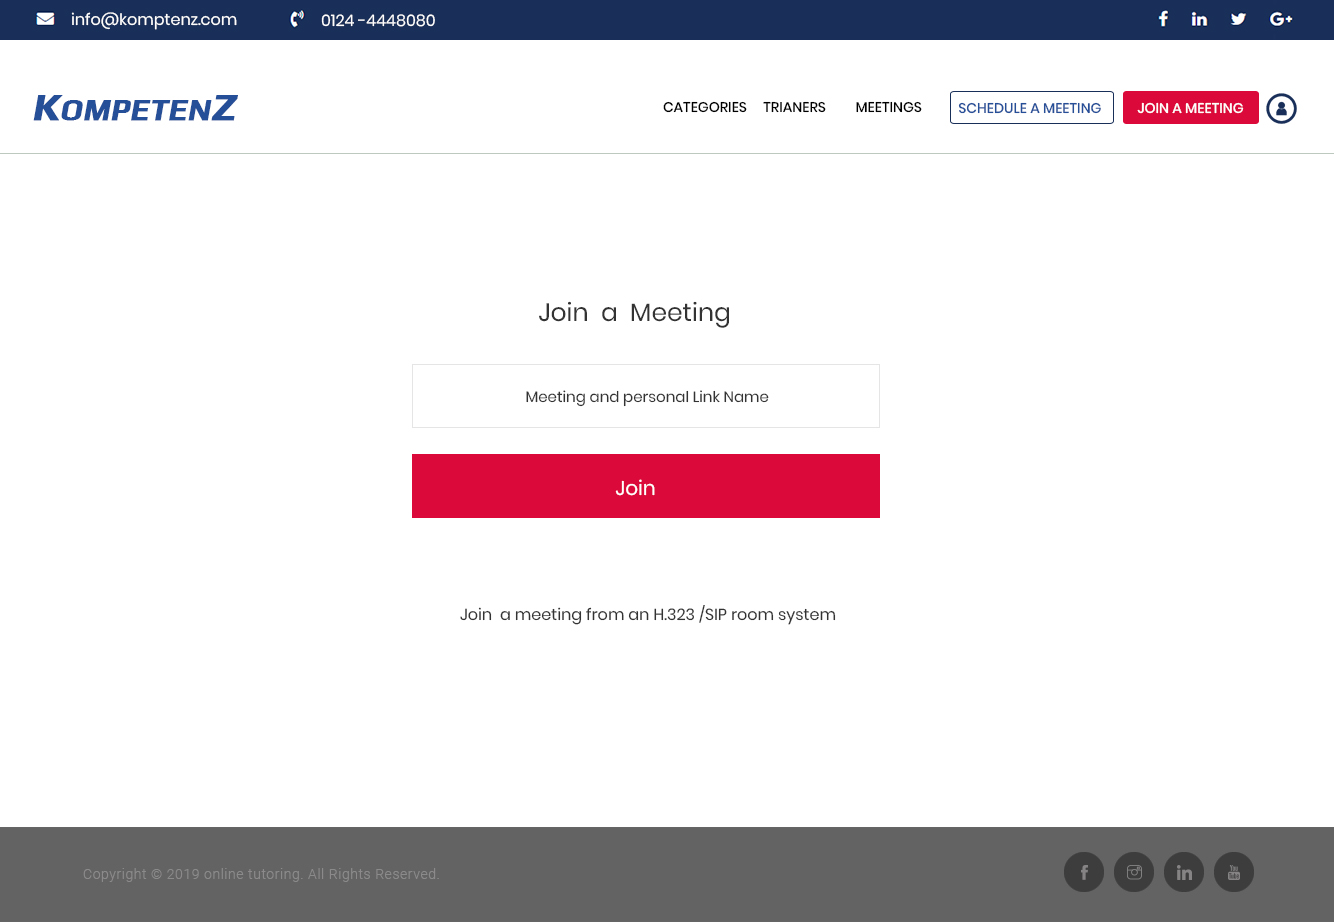 info@komptenz.com 0124 -4448080
KOMPETENZ CATEGORIES TRIANERS MEETINGS SCHEDULE A MEETING JOIN A MEETING
Join a Meeting
Meeting and personal Link Name
Join
Join a meeting from an H.323 /SIP room system
Copyright © 2019 online tutoring. All Rights Reserved.